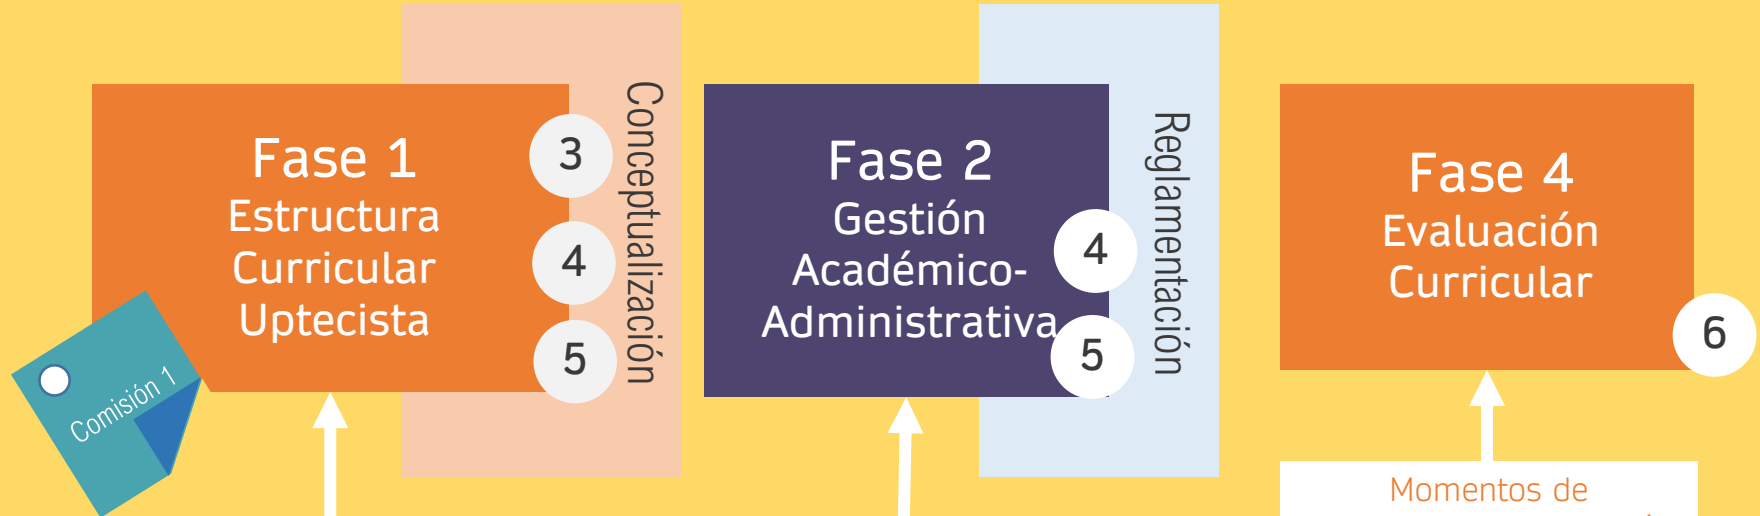 Fase 1
Estructura
Curricular
Uptecista
3
4
5
Conceptualización
Comisión 1
Fase 2
Gestión
Académico-
Administrativa
4
5
Reglamentación
Fase 4
Evaluación
Curricular
6
Momentos de